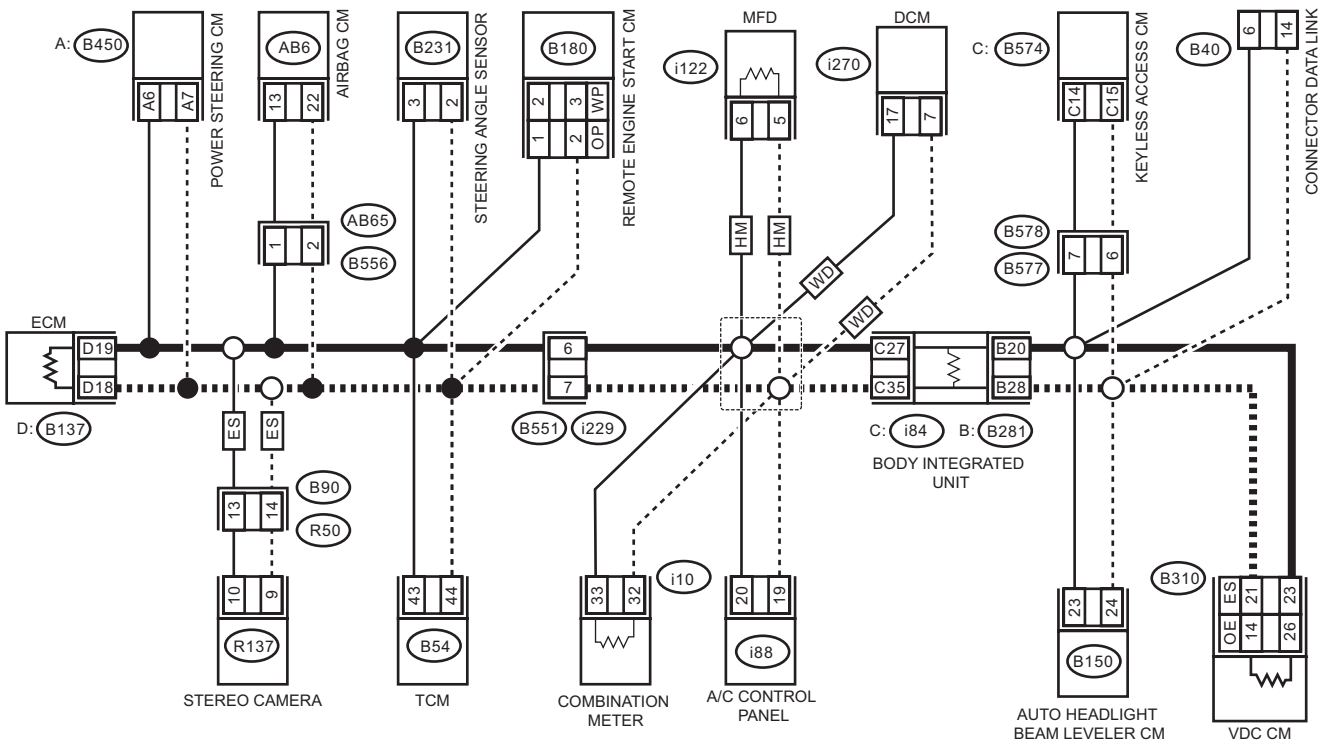 A: B450
A6 A7
POWER STEERING CM
AB6
13 22
AIRBAG CM
B231
3 2
STEERING ANGLE SENSOR
B180
2 3 WP
1 2 OP
REMOTE ENGINE START CM
MFD
i122
6 5
DCM
i270
17 7
C: B574
C14 C15
KEYLESS ACCESS CM
B40
6 14
CONNECTOR DATA LINK
AB65
1 2
B556
HM HM
WD
WD
B578
7 6
B577
ECM
D19
D18
D: B137
6
7
B551 i229
C27
C35
B20
B28
C: i84 B: B281
BODY INTEGRATED
UNIT
ES ES
B90
13 14
R50
10 9
R137
STEREO CAMERA
43 44
B54
TCM
33 32
i10
COMBINATION
METER
20 19
i88
A/C CONTROL
PANEL
23 24
B150
AUTO HEADLIGHT
BEAM LEVELER CM
B310
ES 21 23
OE 14 26
VDC CM